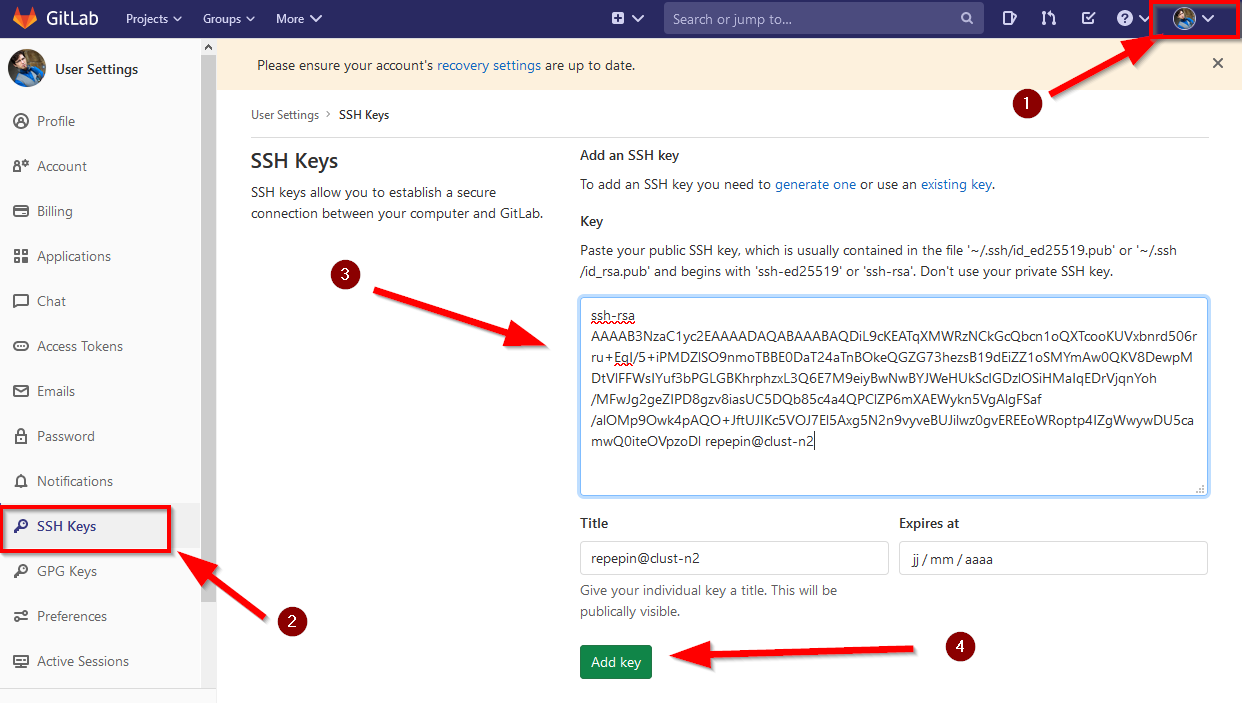 GitLab Projects Groups More Search or jump to...
1
User Settings
Please ensure your account's recovery settings are up to date.
User Settings > SSH Keys
Profile
Account
Billing
Applications
Chat
Access Tokens
Emails
Password
Notifications
SSH Keys
GPG Keys
Preferences
Active Sessions
2
SSH Keys
SSH keys allow you to establish a secure
connection between your computer and GitLab.
3
Add an SSH key
To add an SSH key you need to generate one or use an existing key.
Key
Paste your public SSH key, which is usually contained in the file '~/.ssh/id_ed25519.pub' or '~/.ssh
/id_rsa.pub' and begins with 'ssh-ed25519' or 'ssh-rsa'. Don't use your private SSH key.
ssh-rsa
AAAAB3NzaC1yc2EAAAADAQABAAABAQDiL9cKEATqXMWRzNCkGcQbcn1oQXTcooKUVxbnrd506rr
ru+EqI/5+iPMDZlSO9nmoTBBE0DaT24aTnBOkeQGZG73hezsB19dEiZZ1oSMYmAw0QKV8DewpM
DtVlFFWsIYuf3bPGLGBKhrphzxL3Q6E7M9eiyBwNwBYJWeHUkScIGDzlOSiHMaIqEDrVjqnYoh
/MFwJg2geZIPD8gzv8iasUC5DQb85c4a4QPClZP6mXAEWykn5VgAlgFSaf
/alOMp9Owk4pAQO+JftUJIKc5VOJ7El5Axg5N2n9vyveBUJilwz0gvEREEoWRoptp4IZgWwywDU5ca
mwQ0iteOVpzoDl repepin@clust-n2
Title
repepin@clust-n2
Give your individual key a title. This will be
publically visible.
Expires at
jj / mm / aaaa
Add key
4